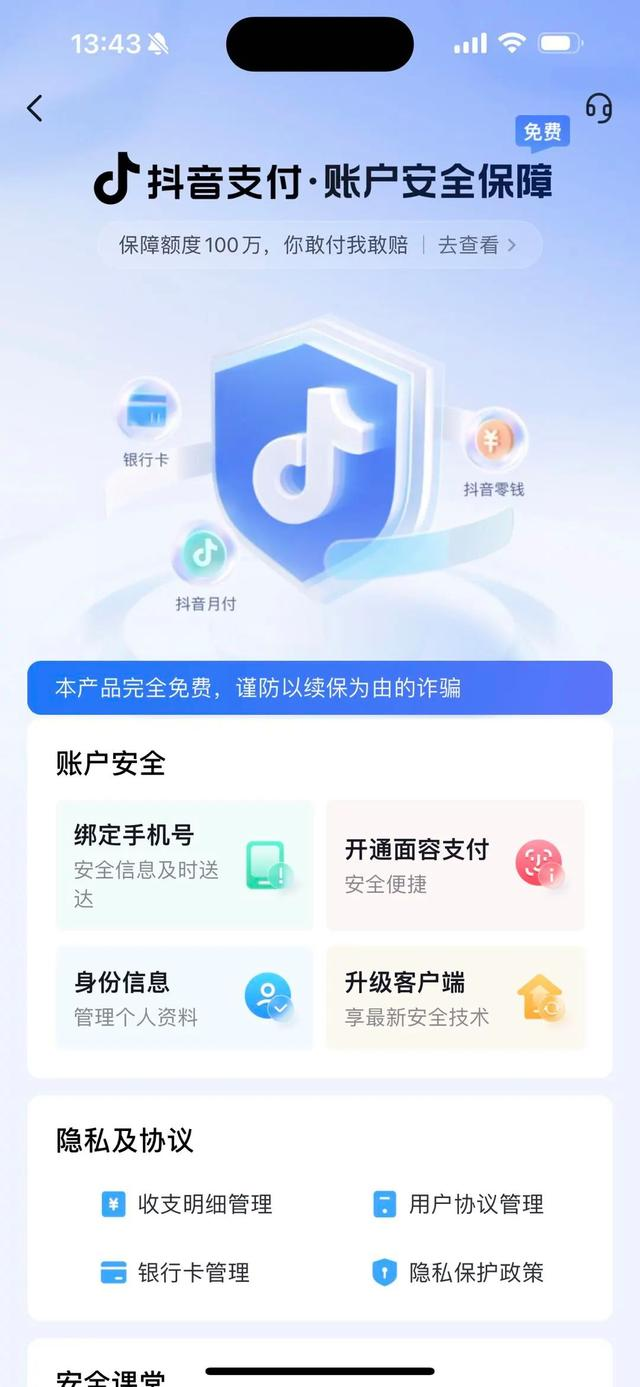 13:43
免费
抖音支付·账户安全保障
保障额度100万，你敢付我敢赔 | 去查看 >
银行卡
抖音零钱
抖音月付
本产品完全免费，谨防以续保为由的诈骗
账户安全
绑定手机号
安全信息及时送
达
开通面容支付
安全便捷
身份信息
管理个人资料
升级客户端
享最新安全技术
隐私及协议
收支明细管理
用户协议管理
银行卡管理
隐私保护政策
安全课堂